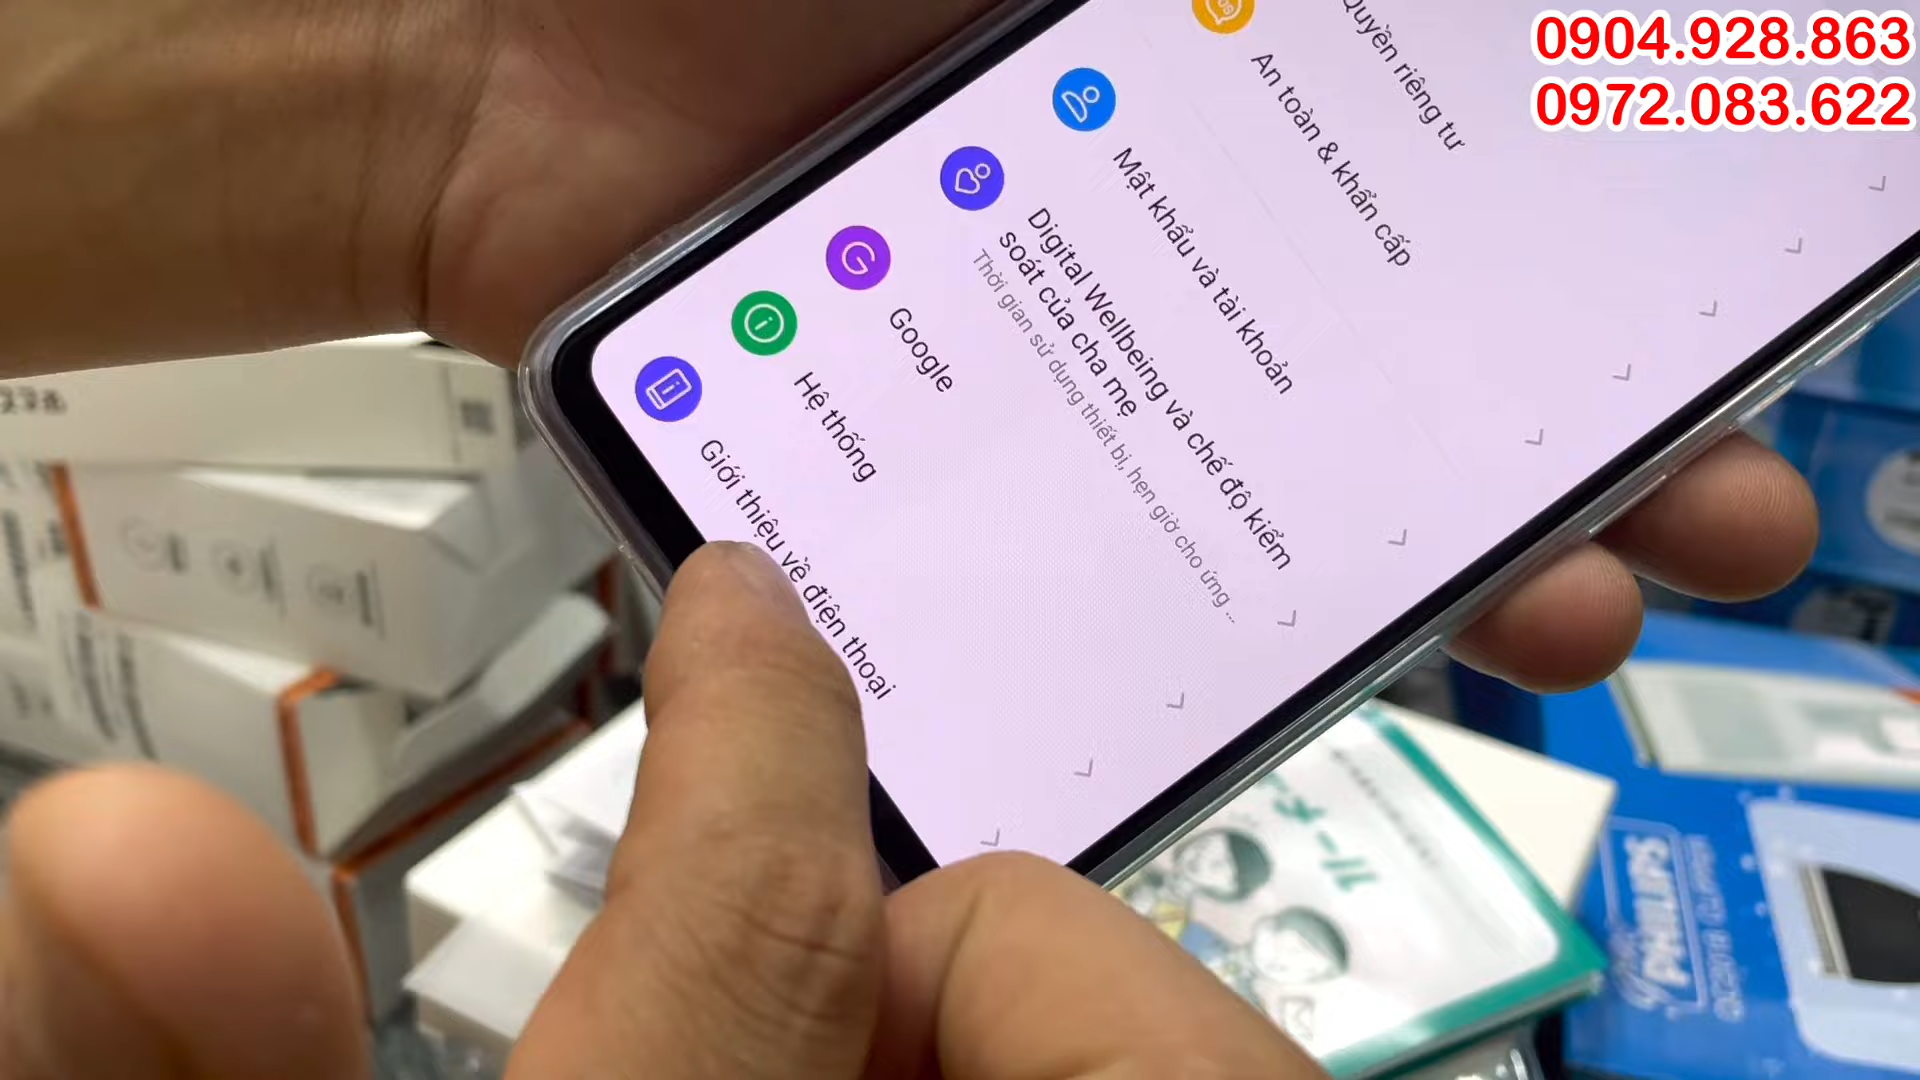 0904.928.863
0972.083.622
Quyền riêng tư
An toàn & khẩn cấp
Mật khẩu và tài khoản
Digital Wellbeing và chế độ kiểm
soát của cha mẹ
Thời gian sử dụng thiết bị, hẹn giờ cho ứng ...
Google
Hệ thống
Giới thiệu về điện thoại
PHILIPS